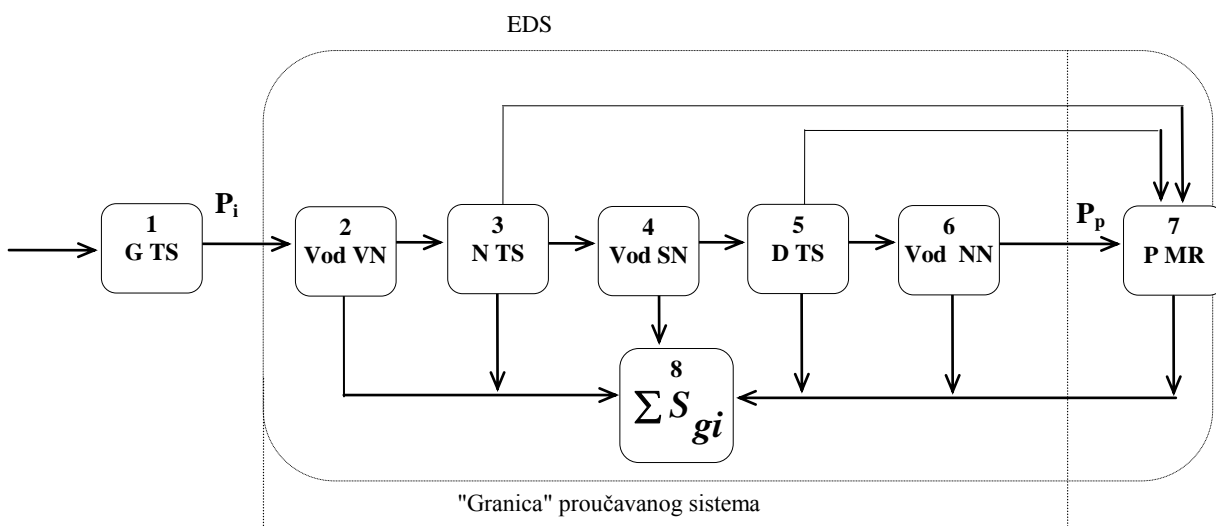 EDS
P_i
1
G TS
2
Vod VN
3
N TS
4
Vod SN
5
D TS
6
Vod NN
P_p
7
P MR
8
∑ S_gi
"Granica" proučavanog sistema